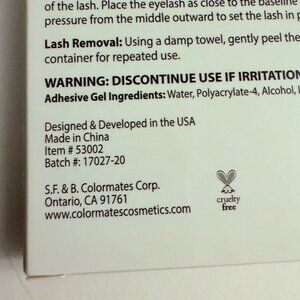 of the lash. Place the eyelash as close to the baseline
pressure from the middle outward to set the lash in p
Lash Removal: Using a damp towel, gently peel the
container for repeated use.
WARNING: DISCONTINUE USE IF IRRITATION
Adhesive Gel Ingredients: Water, Polyacrylate-4, Alcohol,
Designed & Developed in the USA
Made in China
Item # 53002
Batch #: 17027-20
S.F. & B. Colormates Corp.
Ontario, CA 91761
www.colormatescosmetics.com
cruelty
free